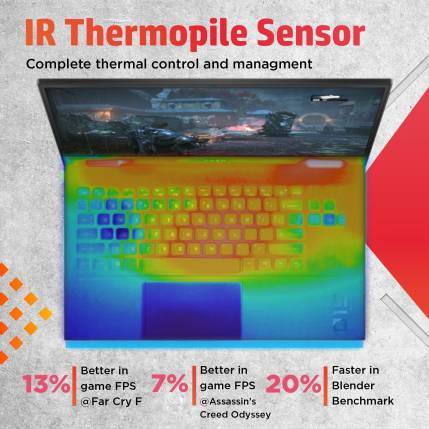 IR Thermopile Sensor
Complete thermal control and managment
13%
Better in
game FPS
@Far Cry F
7%
Better in
game FPS
@Assassin's
Creed Odyssey
20%
Faster in
Blender
Benchmark